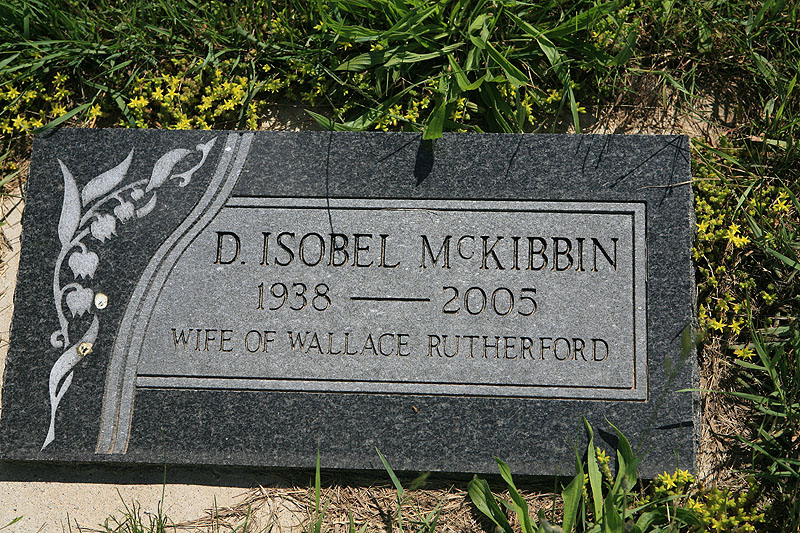 D. ISOBEL McKIBBIN
1938 — 2005
WIFE OF WALLACE RUTHERFORD